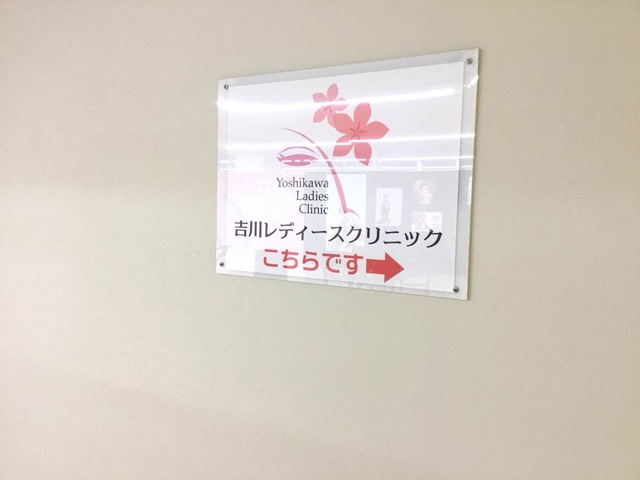 Yoshikawa
Ladies
Clinic
吉川レディースクリニック
こちらです